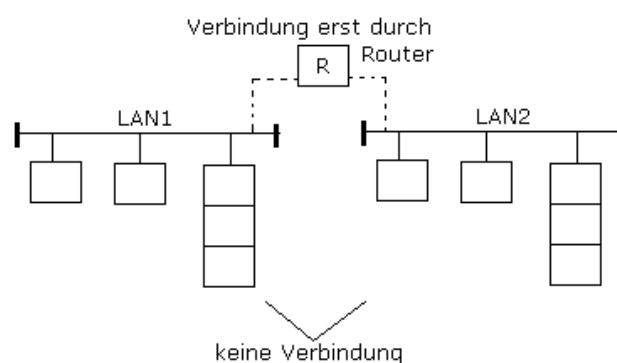 Verbindung erst durch
R
Router
LAN1
LAN2
keine Verbindung